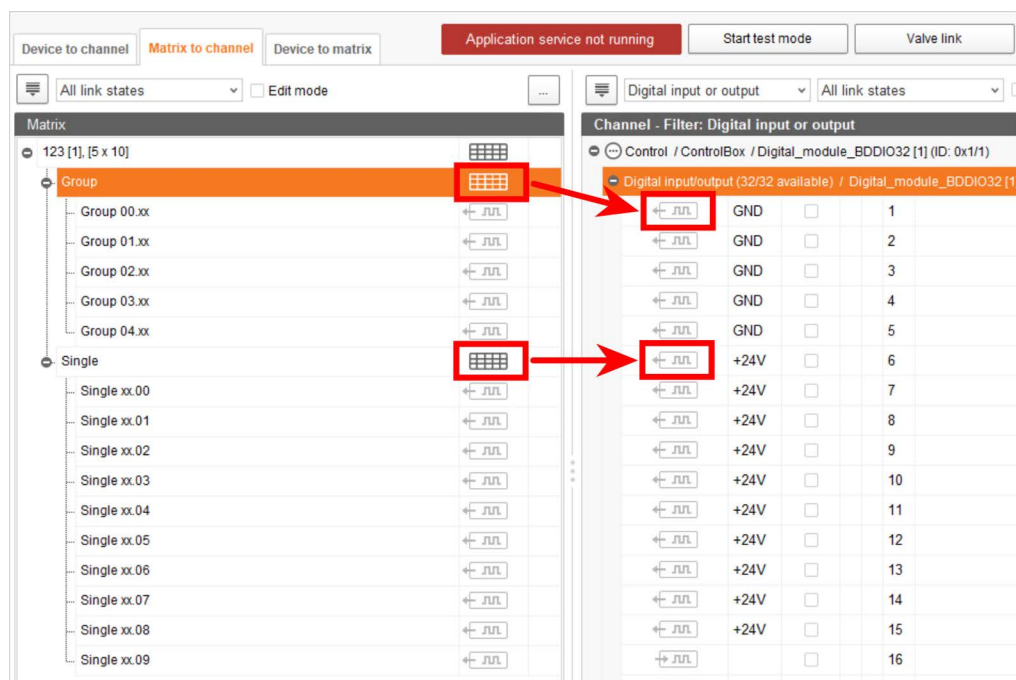 Device to channel Matrix to channel Device to matrix Application service not running Start test mode Valve link
All link states Edit mode ... Digital input or output All link states
Matrix Channel - Filter: Digital input or output
123 [1], [5 x 10] Control / ControlBox / Digital_module_BDDIO32 [1] (ID: 0x1/1)
Group Digital input/output (32/32 available) / Digital_module_BDDIO32 [1
Group 00.xx GND 1
Group 01.xx GND 2
Group 02.xx GND 3
Group 03.xx GND 4
Group 04.xx GND 5
Single +24V 6
Single xx.00 +24V 7
Single xx.01 +24V 8
Single xx.02 +24V 9
Single xx.03 +24V 10
Single xx.04 +24V 11
Single xx.05 +24V 12
Single xx.06 +24V 13
Single xx.07 +24V 14
Single xx.08 +24V 15
Single xx.09 16